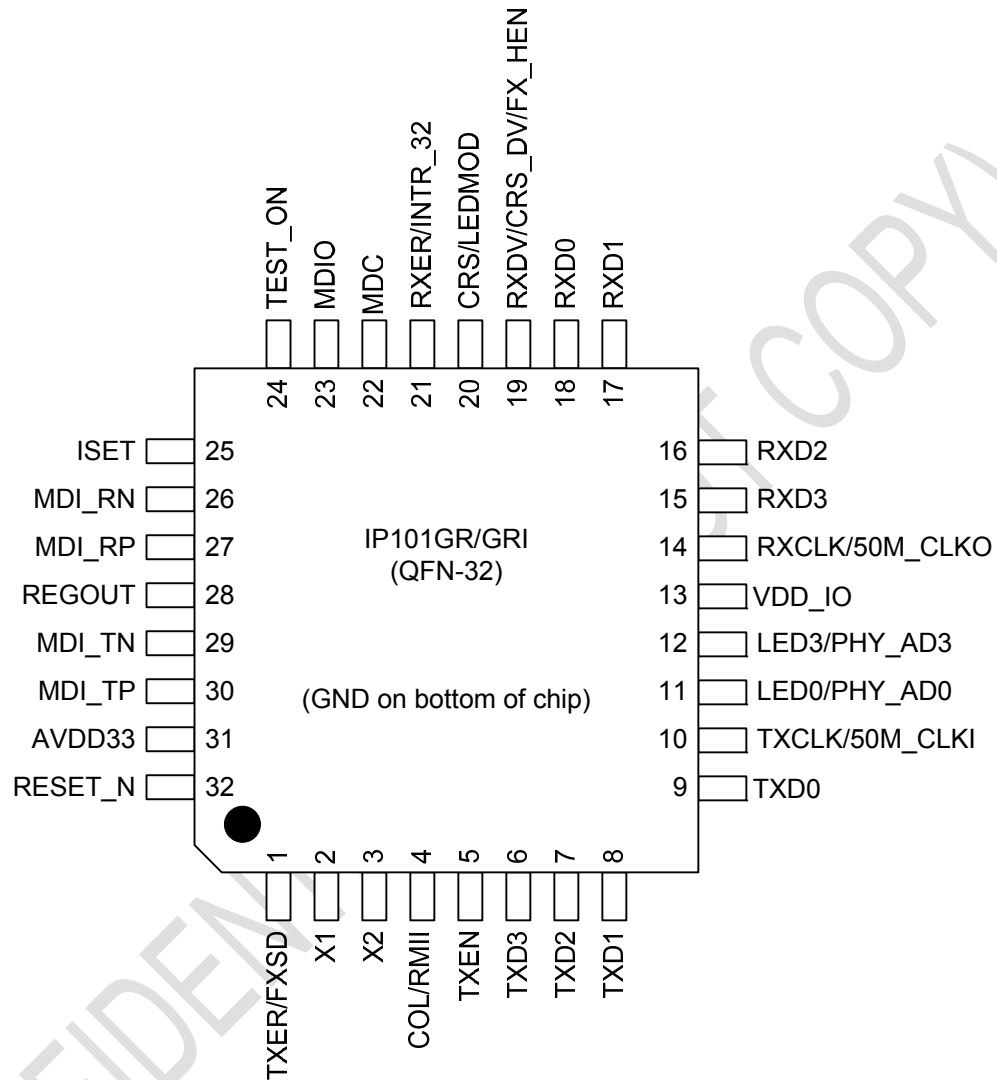 TEST_ON
MDIO
MDC
RXER/INTR_32
CRS/LEDMOD
RXDV/CRS_DV/FX_HEN
RXD0
RXD1
24
23
22
21
20
19
18
17
ISET 25
MDI_RN 26
MDI_RP 27
REGOUT 28
MDI_TN 29
MDI_TP 30
AVDD33 31
RESET_N 32
IP101GR/GRI
(QFN-32)
(GND on bottom of chip)
16 RXD2
15 RXD3
14 RXCLK/50M_CLKO
13 VDD_IO
12 LED3/PHY_AD3
11 LED0/PHY_AD0
10 TXCLK/50M_CLKI
9 TXD0
1
2
3
4
5
6
7
8
TXER/FXSD
X1
X2
COL/RMII
TXEN
TXD3
TXD2
TXD1
COPY)